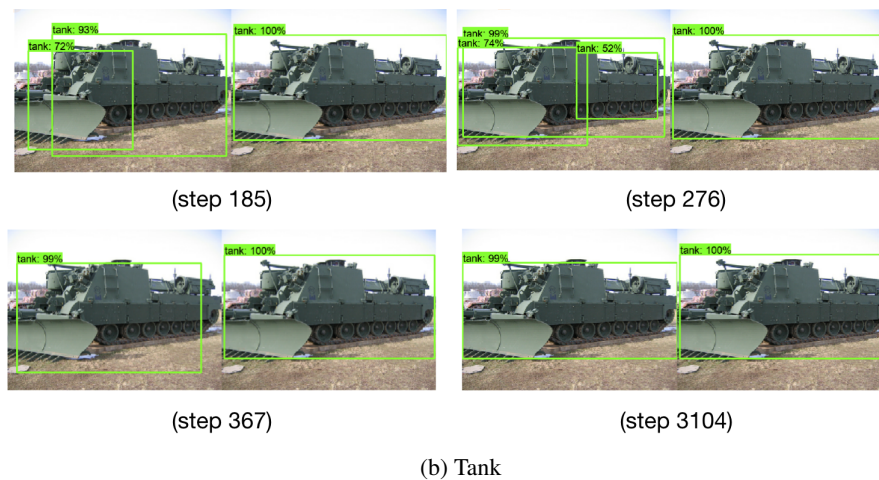 tank: 93%
tank: 72%
tank: 100%
tank: 99%
tank: 74%
tank: 52%
tank: 100%
(step 185)
(step 276)
tank: 99%
tank: 100%
tank: 99%
tank: 100%
(step 367)
(step 3104)
(b) Tank